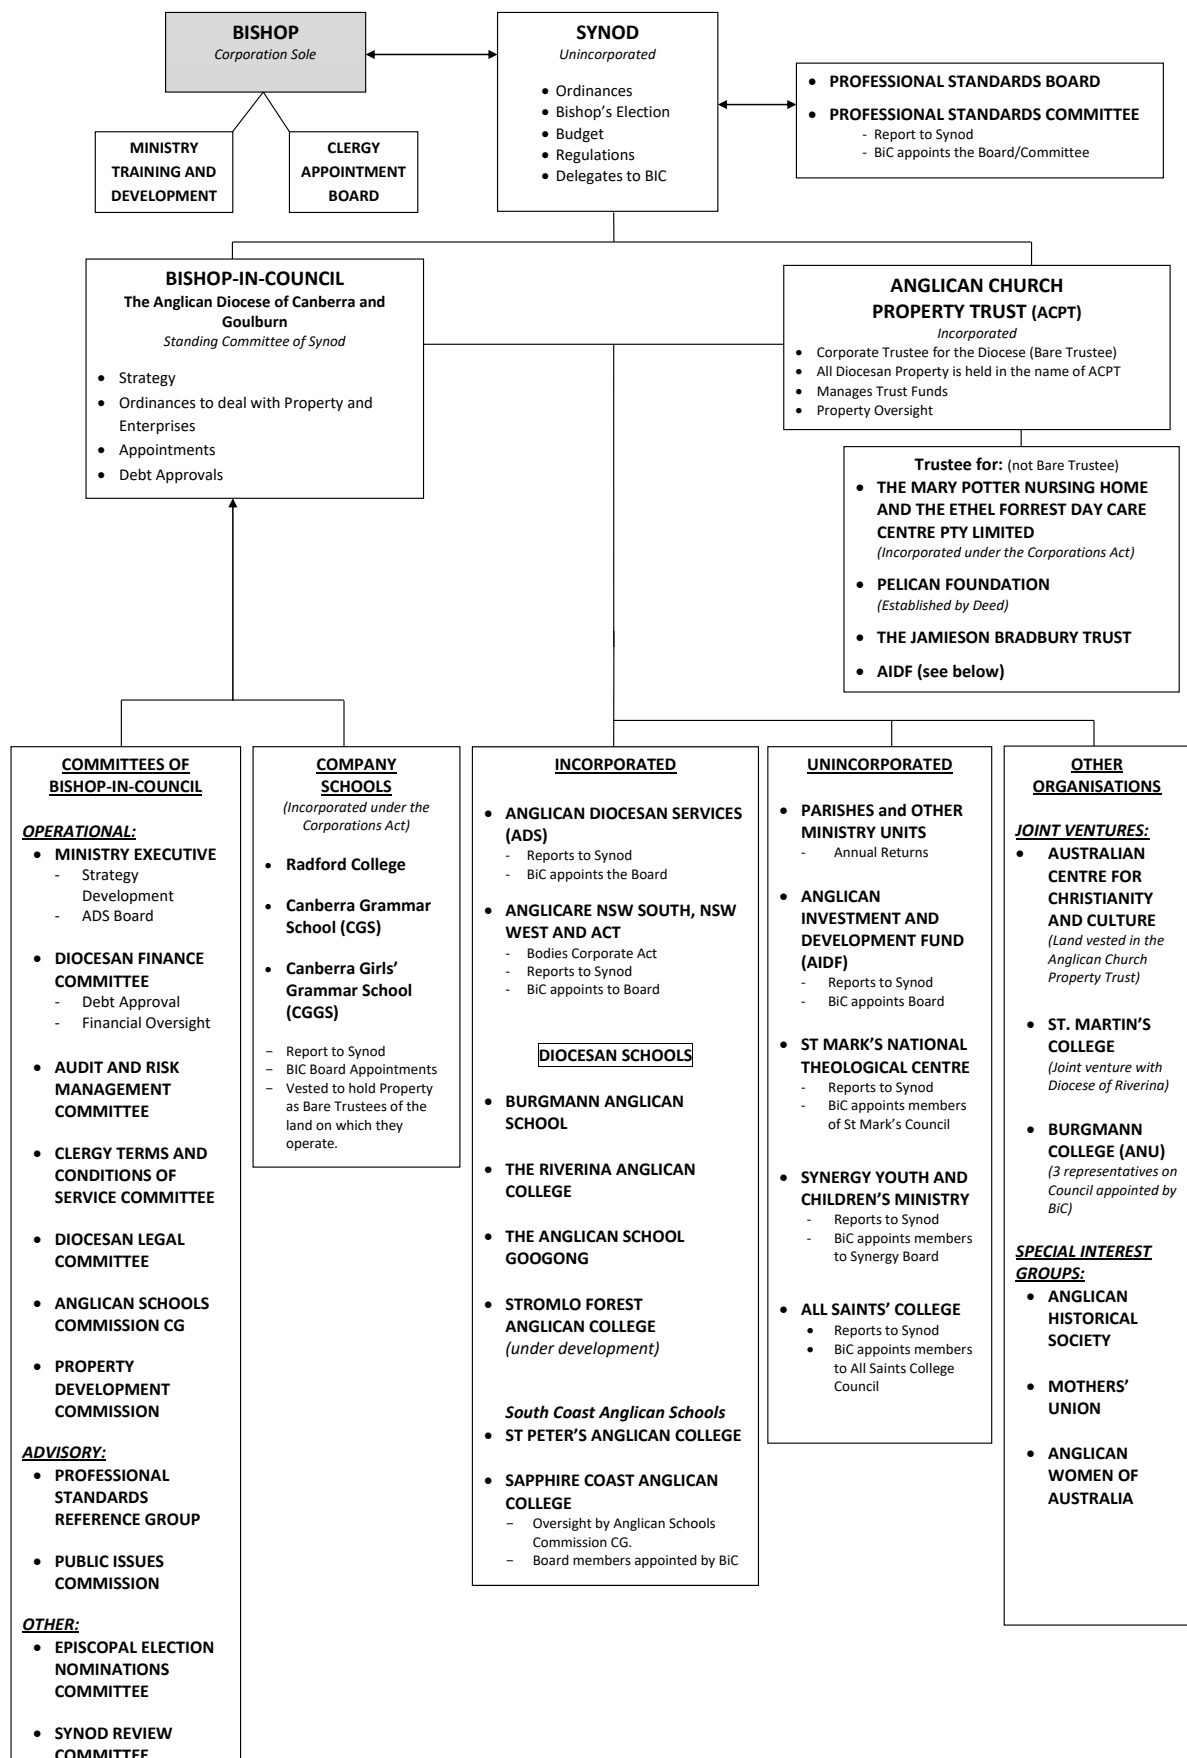 BISHOP
Corporation Sole
SYNOD
Unincorporated
• Ordinances
• Bishop's Election
• Budget
• Regulations
• Delegates to BIC
• PROFESSIONAL STANDARDS BOARD
• PROFESSIONAL STANDARDS COMMITTEE
- Report to Synod
- BiC appoints the Board/Committee
MINISTRY
TRAINING AND
DEVELOPMENT
CLERGY
APPOINTMENT
BOARD
BISHOP-IN-COUNCIL
The Anglican Diocese of Canberra and
Goulburn
Standing Committee of Synod
• Strategy
• Ordinances to deal with Property and
Enterprises
• Appointments
• Debt Approvals
ANGLICAN CHURCH
PROPERTY TRUST (ACPT)
Incorporated
• Corporate Trustee for the Diocese (Bare Trustee)
• All Diocesan Property is held in the name of ACPT
• Manages Trust Funds
• Property Oversight
Trustee for: (not Bare Trustee)
• THE MARY POTTER NURSING HOME
AND THE ETHEL FORREST DAY CARE
CENTRE PTY LIMITED
(Incorporated under the Corporations Act)
• PELICAN FOUNDATION
(Established by Deed)
• THE JAMIESON BRADBURY TRUST
• AIDF (see below)
COMMITTEES OF
BISHOP-IN-COUNCIL
OPERATIONAL:
• MINISTRY EXECUTIVE
- Strategy
Development
- ADS Board
• DIOCESAN FINANCE
COMMITTEE
- Debt Approval
- Financial Oversight
• AUDIT AND RISK
MANAGEMENT
COMMITTEE
• CLERGY TERMS AND
CONDITIONS OF
SERVICE COMMITTEE
• DIOCESAN LEGAL
COMMITTEE
• ANGLICAN SCHOOLS
COMMISSION CG
• PROPERTY
DEVELOPMENT
COMMISSION
ADVISORY:
• PROFESSIONAL
STANDARDS
REFERENCE GROUP
• PUBLIC ISSUES
COMMISSION
OTHER:
• EPISCOPAL ELECTION
NOMINATIONS
COMMITTEE
• SYNOD REVIEW
COMMITTEE
COMPANY
SCHOOLS
(Incorporated under the
Corporations Act)
• Radford College
• Canberra Grammar
School (CGS)
• Canberra Girls'
Grammar School
(CGGS)
– Report to Synod
– BIC Board Appointments
– Vested to hold Property
as Bare Trustees of the
land on which they
operate.
INCORPORATED
• ANGLICAN DIOCESAN SERVICES
(ADS)
- Reports to Synod
- BiC appoints the Board
• ANGLICARE NSW SOUTH, NSW
WEST AND ACT
- Bodies Corporate Act
- Reports to Synod
- BiC appoints to Board
DIOCESAN SCHOOLS
• BURGMANN ANGLICAN
SCHOOL
• THE RIVERINA ANGLICAN
COLLEGE
• THE ANGLICAN SCHOOL
GOOGONG
• STROMLO FOREST
ANGLICAN COLLEGE
(under development)
South Coast Anglican Schools
• ST PETER'S ANGLICAN COLLEGE
• SAPPHIRE COAST ANGLICAN
COLLEGE
– Oversight by Anglican Schools
Commission CG.
– Board members appointed by BiC
UNINCORPORATED
• PARISHES and OTHER
MINISTRY UNITS
- Annual Returns
• ANGLICAN
INVESTMENT AND
DEVELOPMENT FUND
(AIDF)
- Reports to Synod
- BiC appoints Board
• ST MARK'S NATIONAL
THEOLOGICAL CENTRE
- Reports to Synod
- BiC appoints members
of St Mark's Council
• SYNERGY YOUTH AND
CHILDREN'S MINISTRY
- Reports to Synod
- BiC appoints members
to Synergy Board
• ALL SAINTS' COLLEGE
• Reports to Synod
• BiC appoints members
to All Saints College
Council
OTHER
ORGANISATIONS
JOINT VENTURES:
• AUSTRALIAN
CENTRE FOR
CHRISTIANITY
AND CULTURE
(Land vested in the
Anglican Church
Property Trust)
• ST. MARTIN'S
COLLEGE
(Joint venture with
Diocese of Riverina)
• BURGMANN
COLLEGE (ANU)
(3 representatives on
Council appointed by
BiC)
SPECIAL INTEREST
GROUPS:
• ANGLICAN
HISTORICAL
SOCIETY
• MOTHERS'
UNION
• ANGLICAN
WOMEN OF
AUSTRALIA